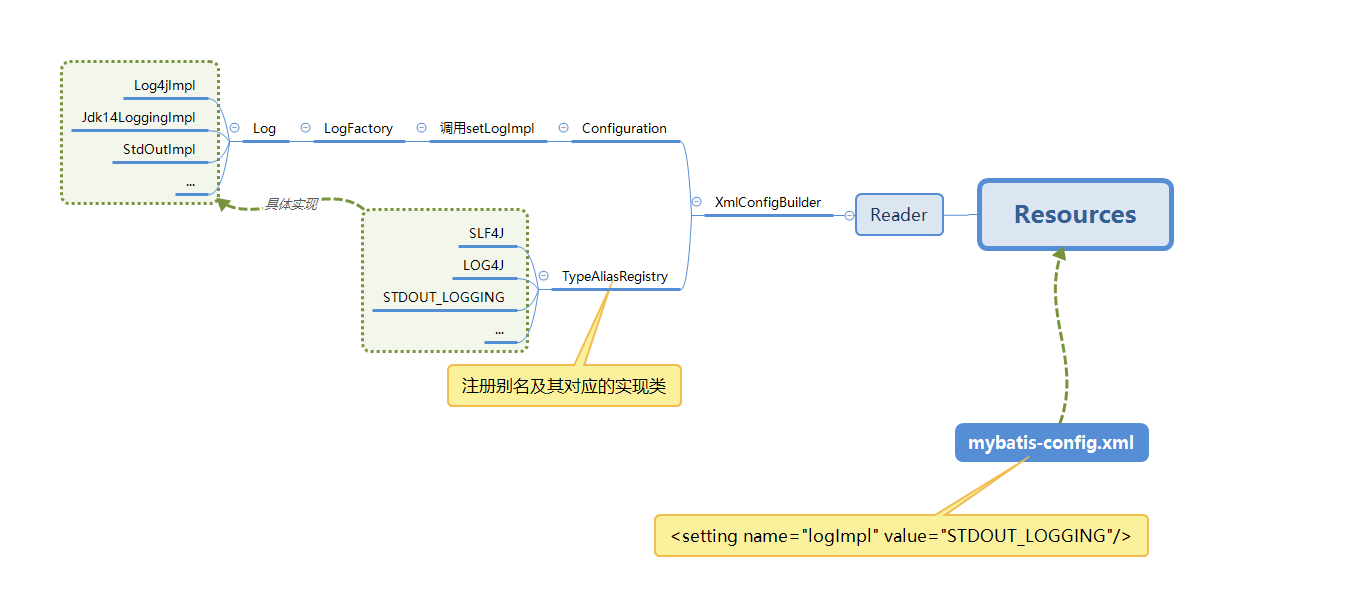 Log4jImpl
Jdk14LoggingImpl
StdOutImpl
...
Log
LogFactory
调用setLogImpl
Configuration
具体实现
SLF4J
LOG4J
STDOUT_LOGGING
...
TypeAliasRegistry
注册别名及其对应的实现类
XmlConfigBuilder
Reader
Resources
mybatis-config.xml
<setting name="logImpl" value="STDOUT_LOGGING"/>